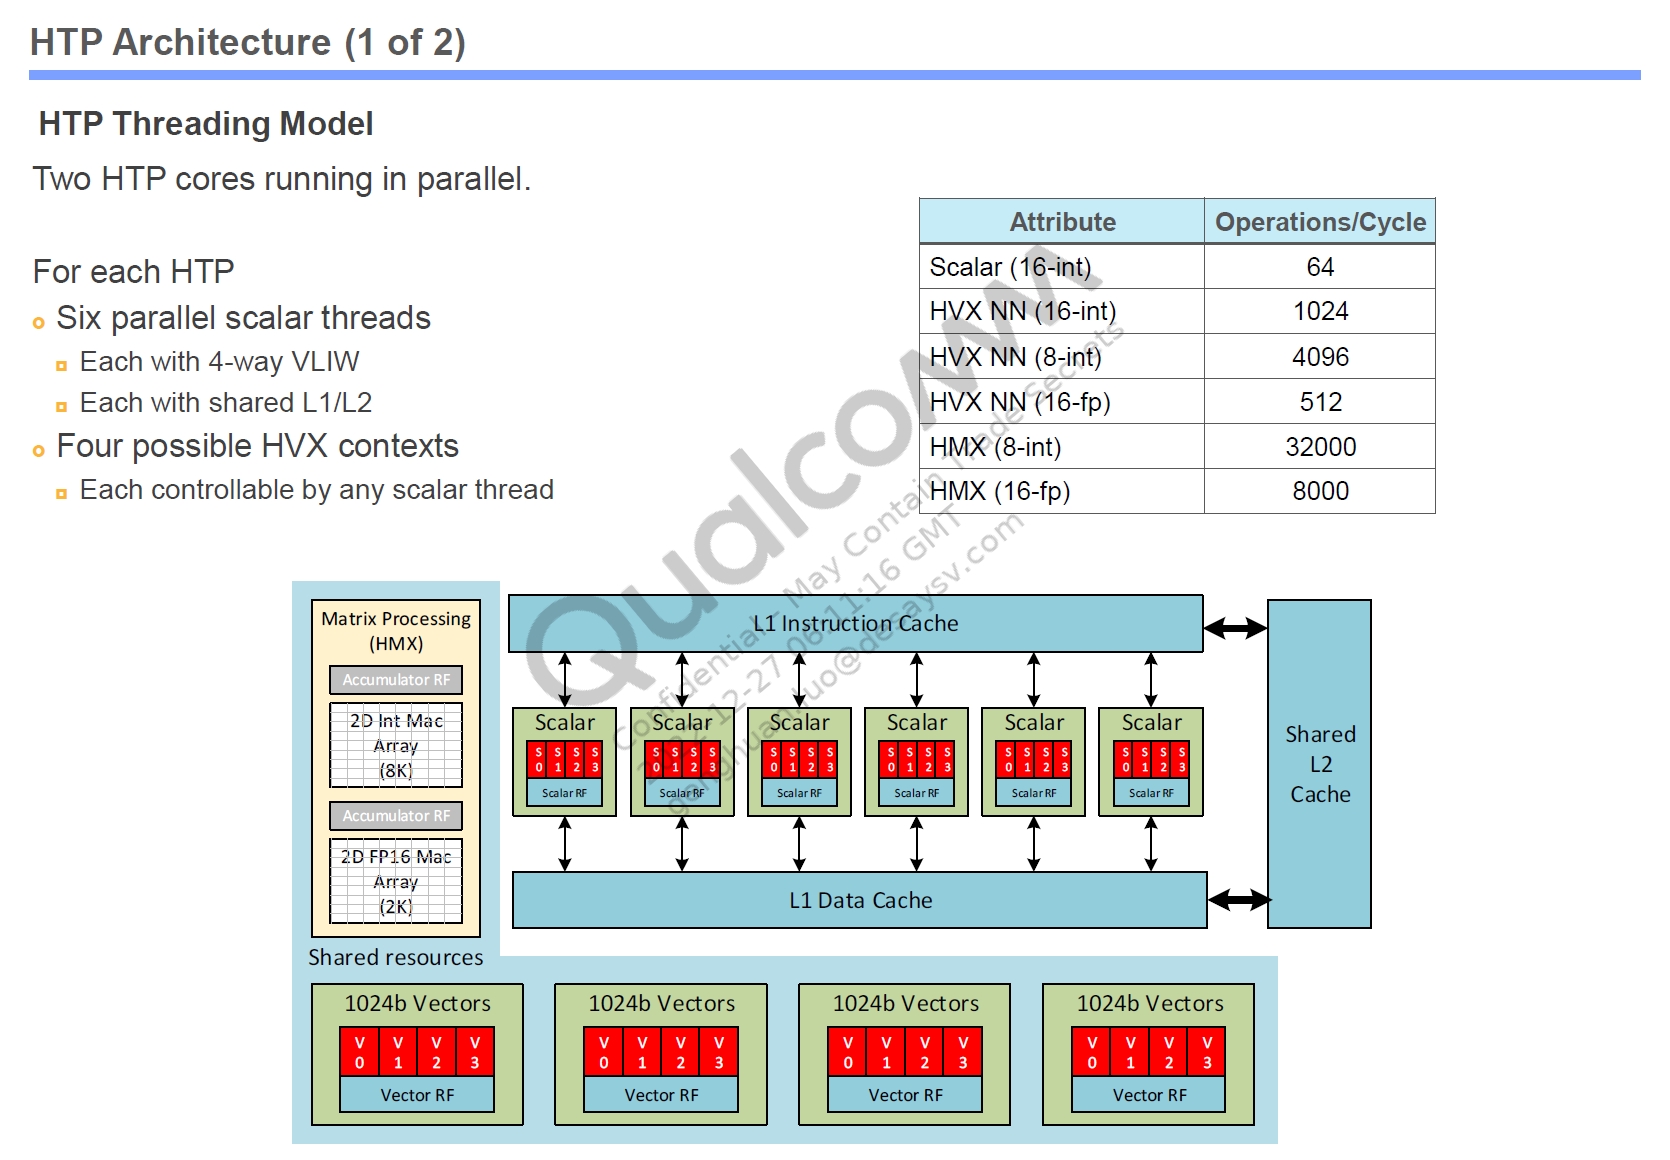 HTP Architecture (1 of 2)
HTP Threading Model
Two HTP cores running in parallel.
For each HTP
Six parallel scalar threads
Each with 4-way VLIW
Each with shared L1/L2
Four possible HVX contexts
Each controllable by any scalar thread
Attribute Operations/Cycle
Scalar (16-int) 64
HVX NN (16-int) 1024
HVX NN (8-int) 4096
HVX NN (16-fp) 512
HMX (8-int) 32000
HMX (16-fp) 8000
Qualcomm
Confidential - May Contain Trade Secrets
2022-12-27 06:11:16 GMT
Matrix Processing
(HMX)
Accumulator RF
2D Int Mac
Array
(8K)
Accumulator RF
2D FP16 Mac
Array
(2K)
Shared resources
L1 Instruction Cache
Scalar Scalar Scalar Scalar Scalar Scalar
S S S S S S S S S S S S S S S S S S S S S S S S
0 1 2 3 0 1 2 3 0 1 2 3 0 1 2 3 0 1 2 3 0 1 2 3
Scalar RF Scalar RF Scalar RF Scalar RF Scalar RF Scalar RF
L1 Data Cache
Shared
L2
Cache
1024b Vectors 1024b Vectors 1024b Vectors 1024b Vectors
V V V V V V V V V V V V V V V V
0 1 2 3 0 1 2 3 0 1 2 3 0 1 2 3
Vector RF Vector RF Vector RF Vector RF